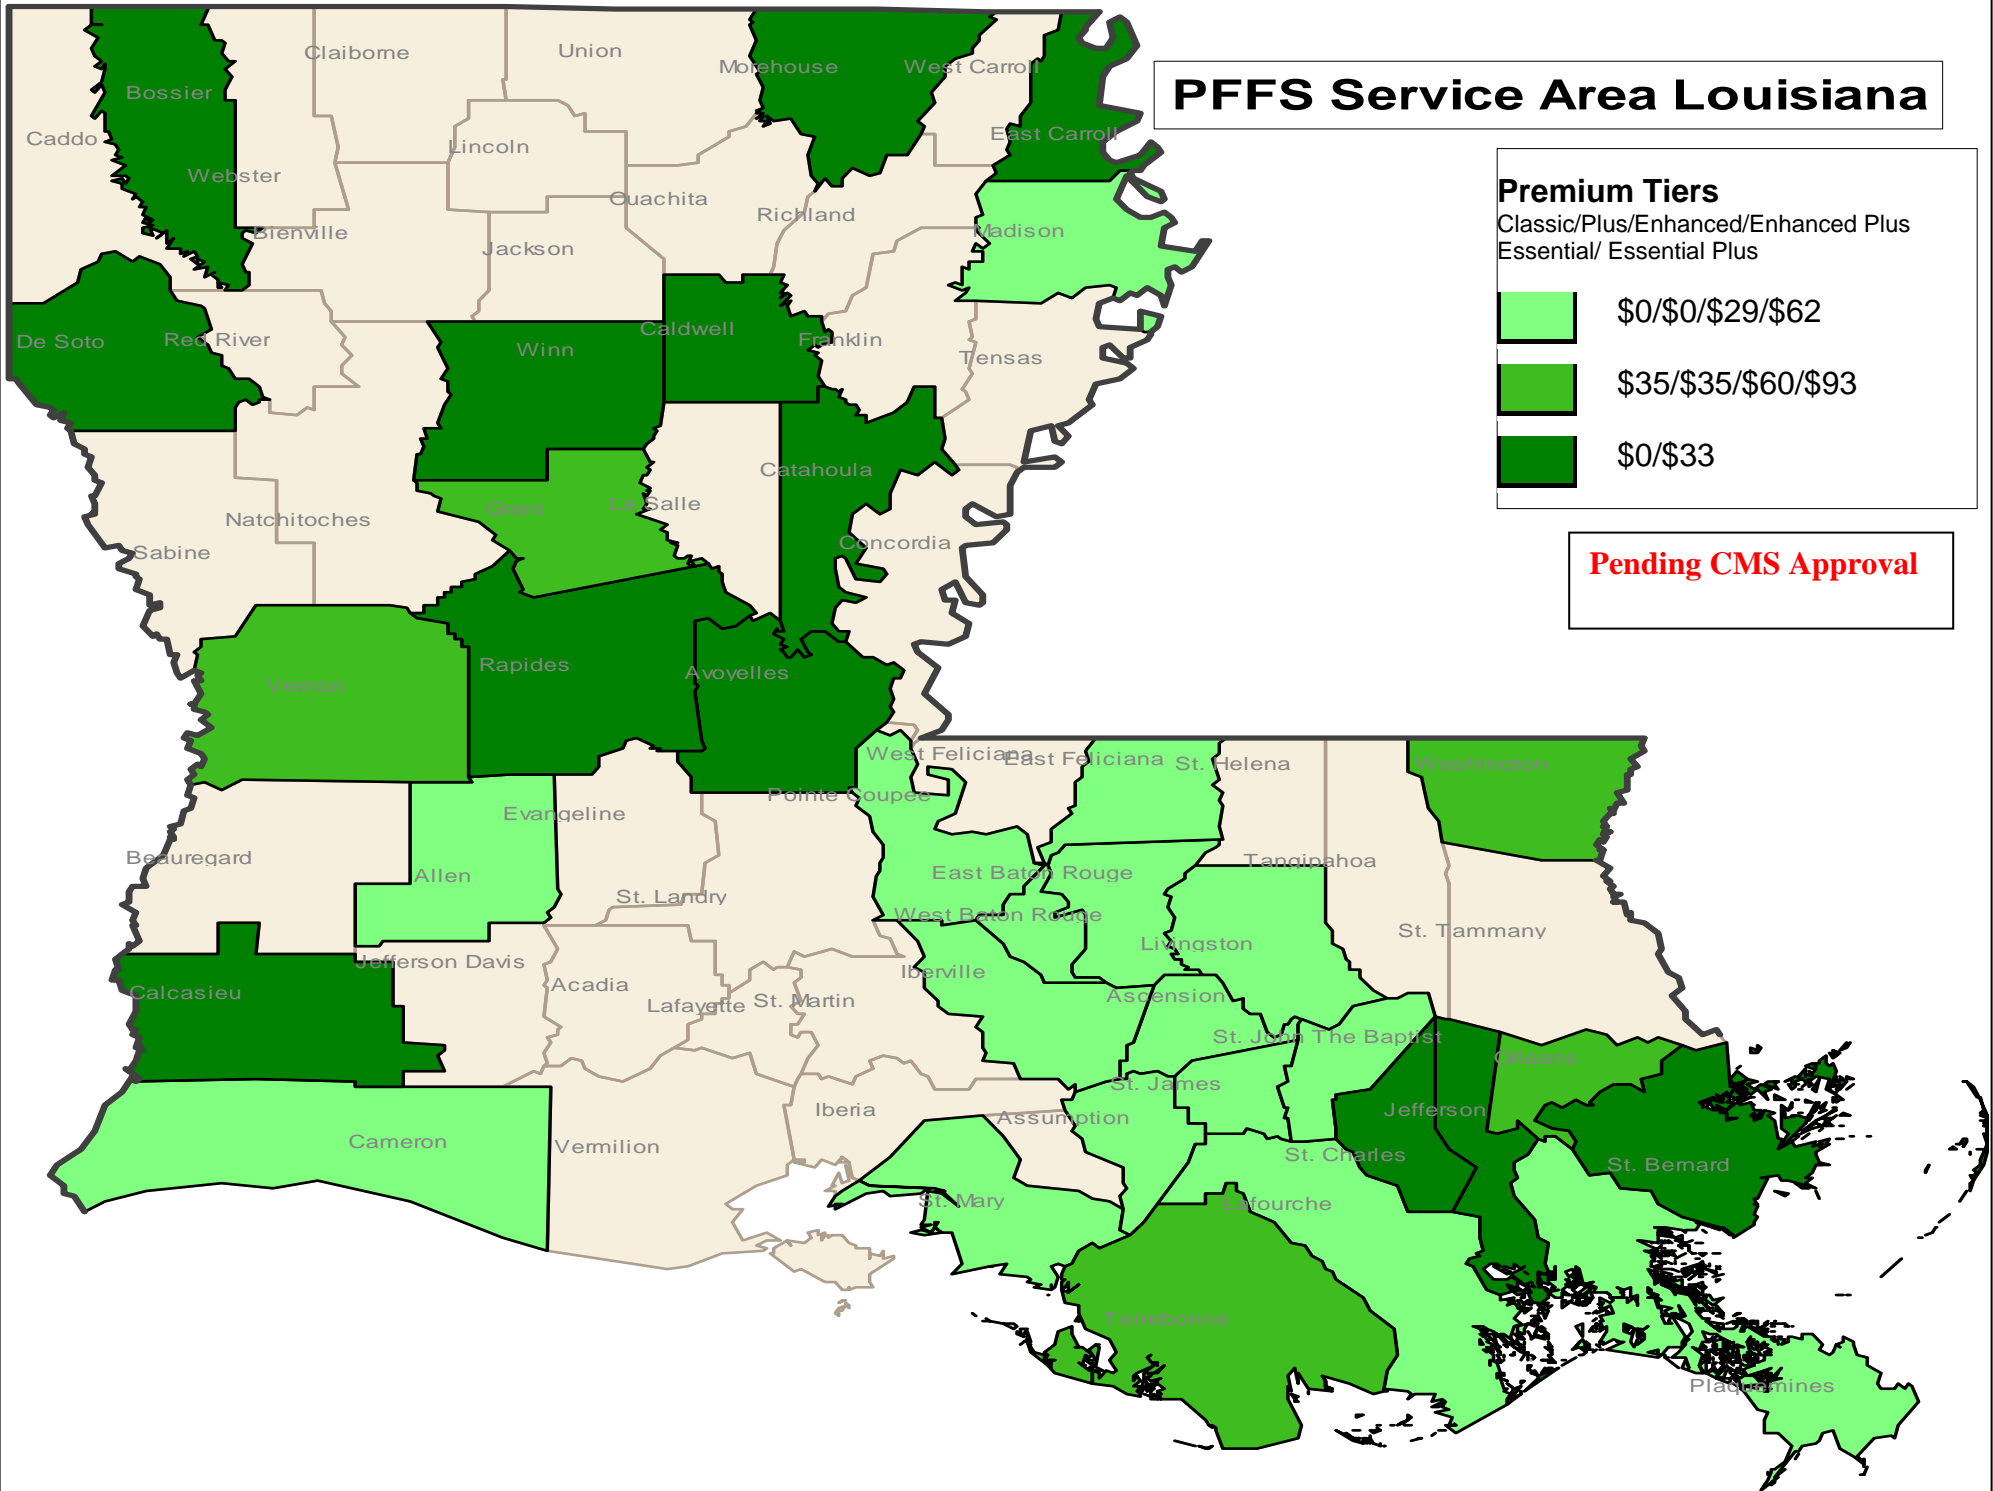 PFFS Service Area Louisiana
Premium Tiers
Classic/Plus/Enhanced/Enhanced Plus
Essential/ Essential Plus
$0/$0/$29/$62
$35/$35/$60/$93
$0/$33
Pending CMS Approval
Claiborne
Union
Morehouse
West Carroll
Bossier
Caddo
East Carroll
Lincoln
Webster
Ouachita
Richland
Bienville
Jackson
Madison
De Soto
Red River
Winn
Caldwell
Franklin
Tensas
Catahoula
Grant
La Salle
Natchitoches
Sabine
Concordia
Vernon
Rapides
Avoyelles
West Feliciana
East Feliciana
St. Helena
Washington
Pointe Coupee
Evangeline
Beauregard
Allen
East Baton Rouge
Tangipahoa
St. Landry
West Baton Rouge
Livingston
St. Tammany
Jefferson Davis
Iberville
Calcasieu
Acadia
Lafayette
St. Martin
Ascension
St. John The Baptist
Orleans
St. James
Iberia
Assumption
Jefferson
Cameron
Vermilion
St. Charles
St. Bernard
St. Mary
Lafourche
Terrebonne
Plaquemines